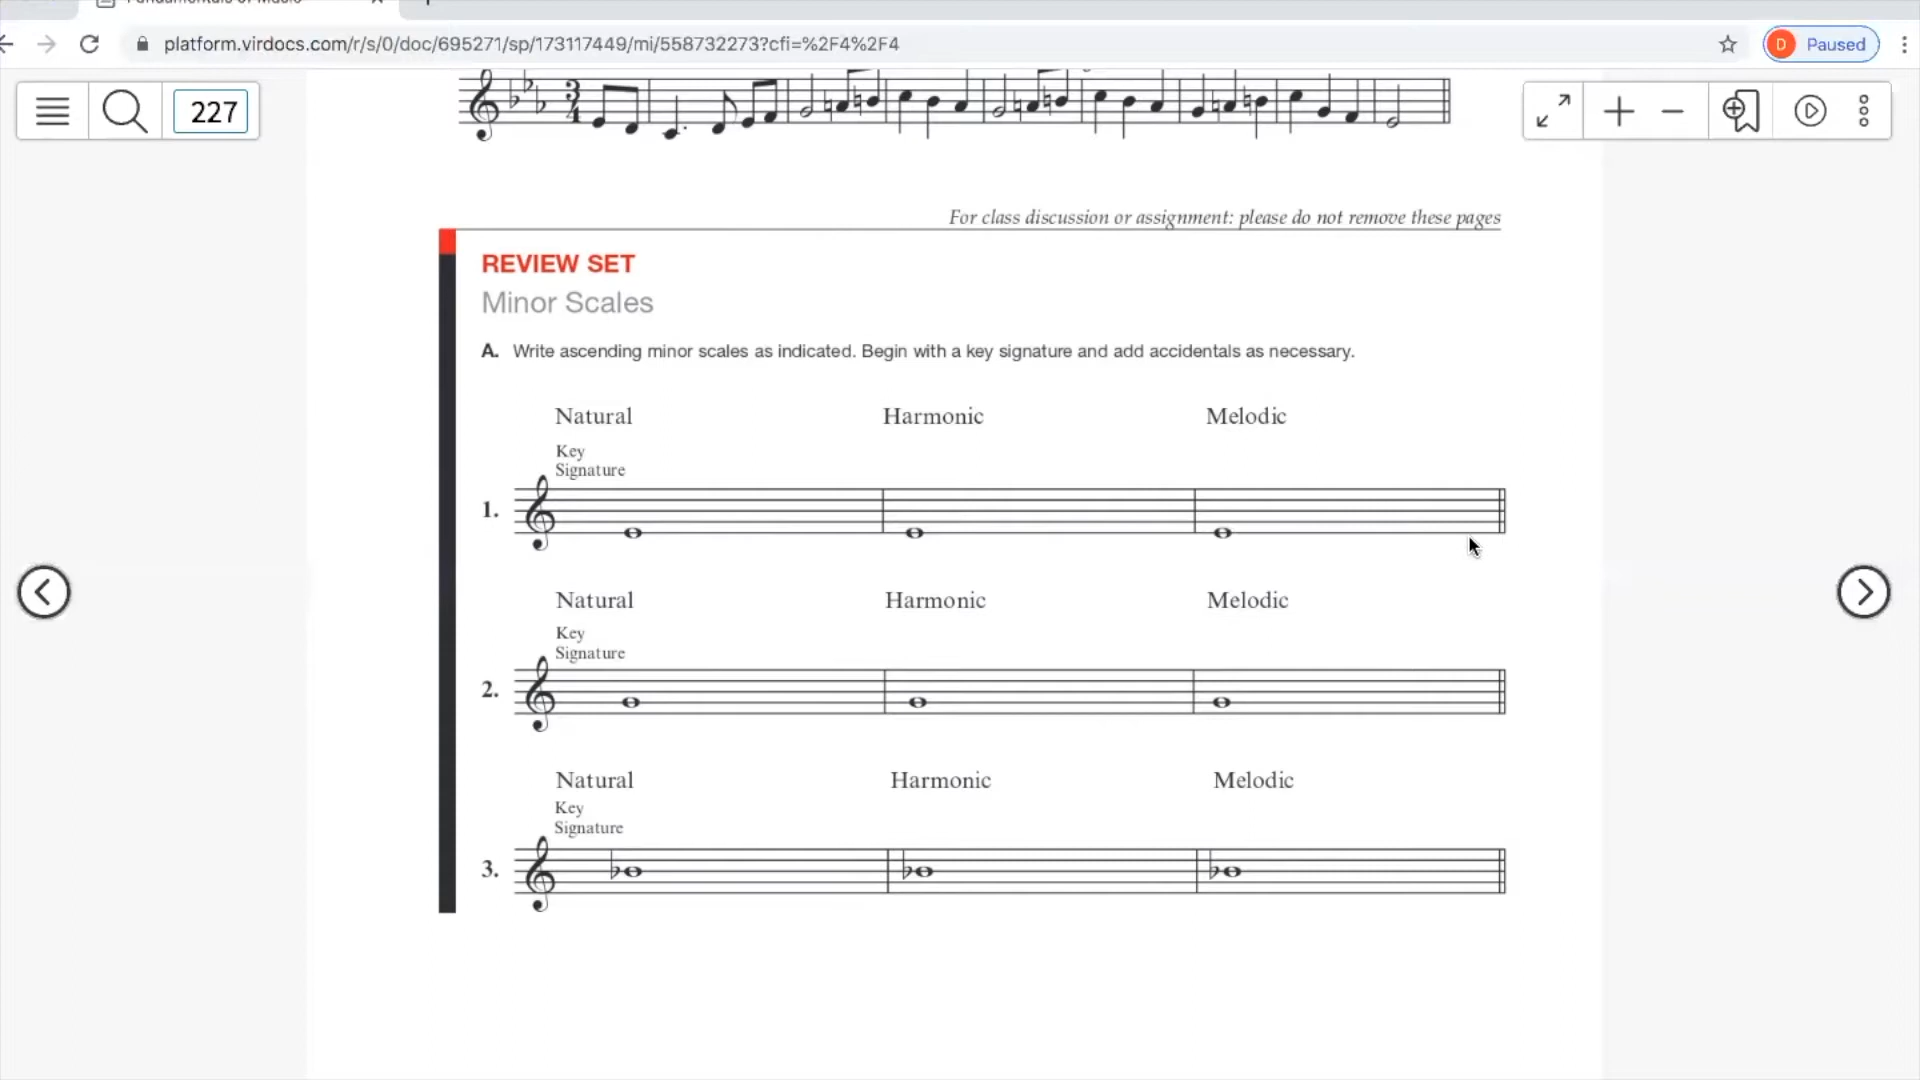 platform.virdocs.com/r/s/0/doc/695271/sp/173117449/mi/558732273?cfi=%2F4%2F4
D Paused
227
3
4
For class discussion or assignment: please do not remove these pages
REVIEW SET
Minor Scales
A. Write ascending minor scales as indicated. Begin with a key signature and add accidentals as necessary.
Natural Harmonic Melodic
Key
Signature
1.
Natural Harmonic Melodic
Key
Signature
2.
Natural Harmonic Melodic
Key
Signature
3.